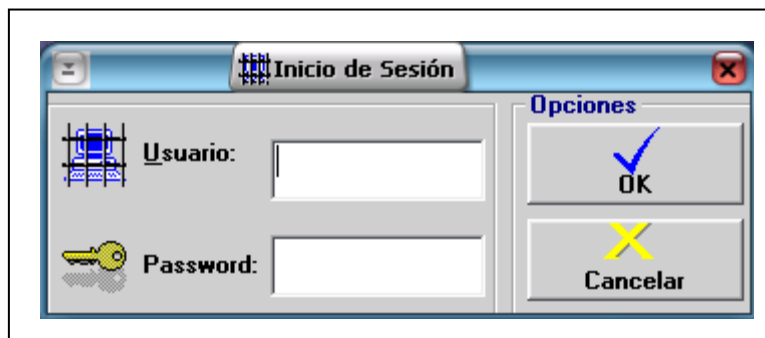 Inicio de Sesión
Opciones
Usuario:
OK
Password:
Cancelar